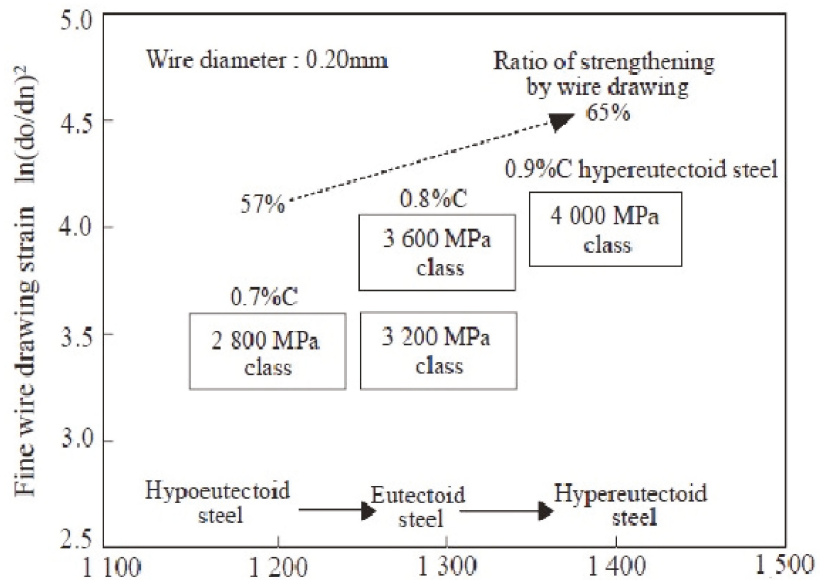 5.0
Wire diameter : 0.20mm
Ratio of strengthening
by wire drawing
65%
4.5
0.9%C hypereutectoid steel
57%
0.8%C
4.0
3 600 MPa
class
4 000 MPa
class
0.7%C
3.5
2 800 MPa
class
3 200 MPa
class
3.0
Hypoeutectoid
steel
Eutectoid
steel
Hypereutectoid
steel
2.5
1 100
1 200
1 300
1 400
1 500
Fine wire drawing strain ln(do/dn)²